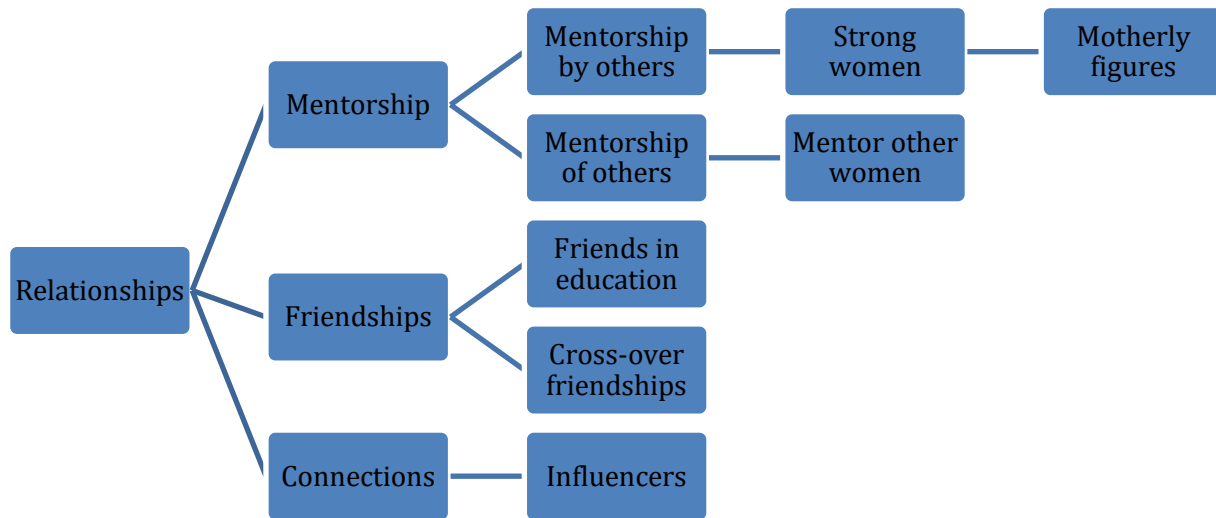 Mentorship
by others
Strong
women
Motherly
figures
Mentorship
Mentorship
of others
Mentor other
women
Relationships
Friends in
education
Friendships
Cross-over
friendships
Connections
Influencers